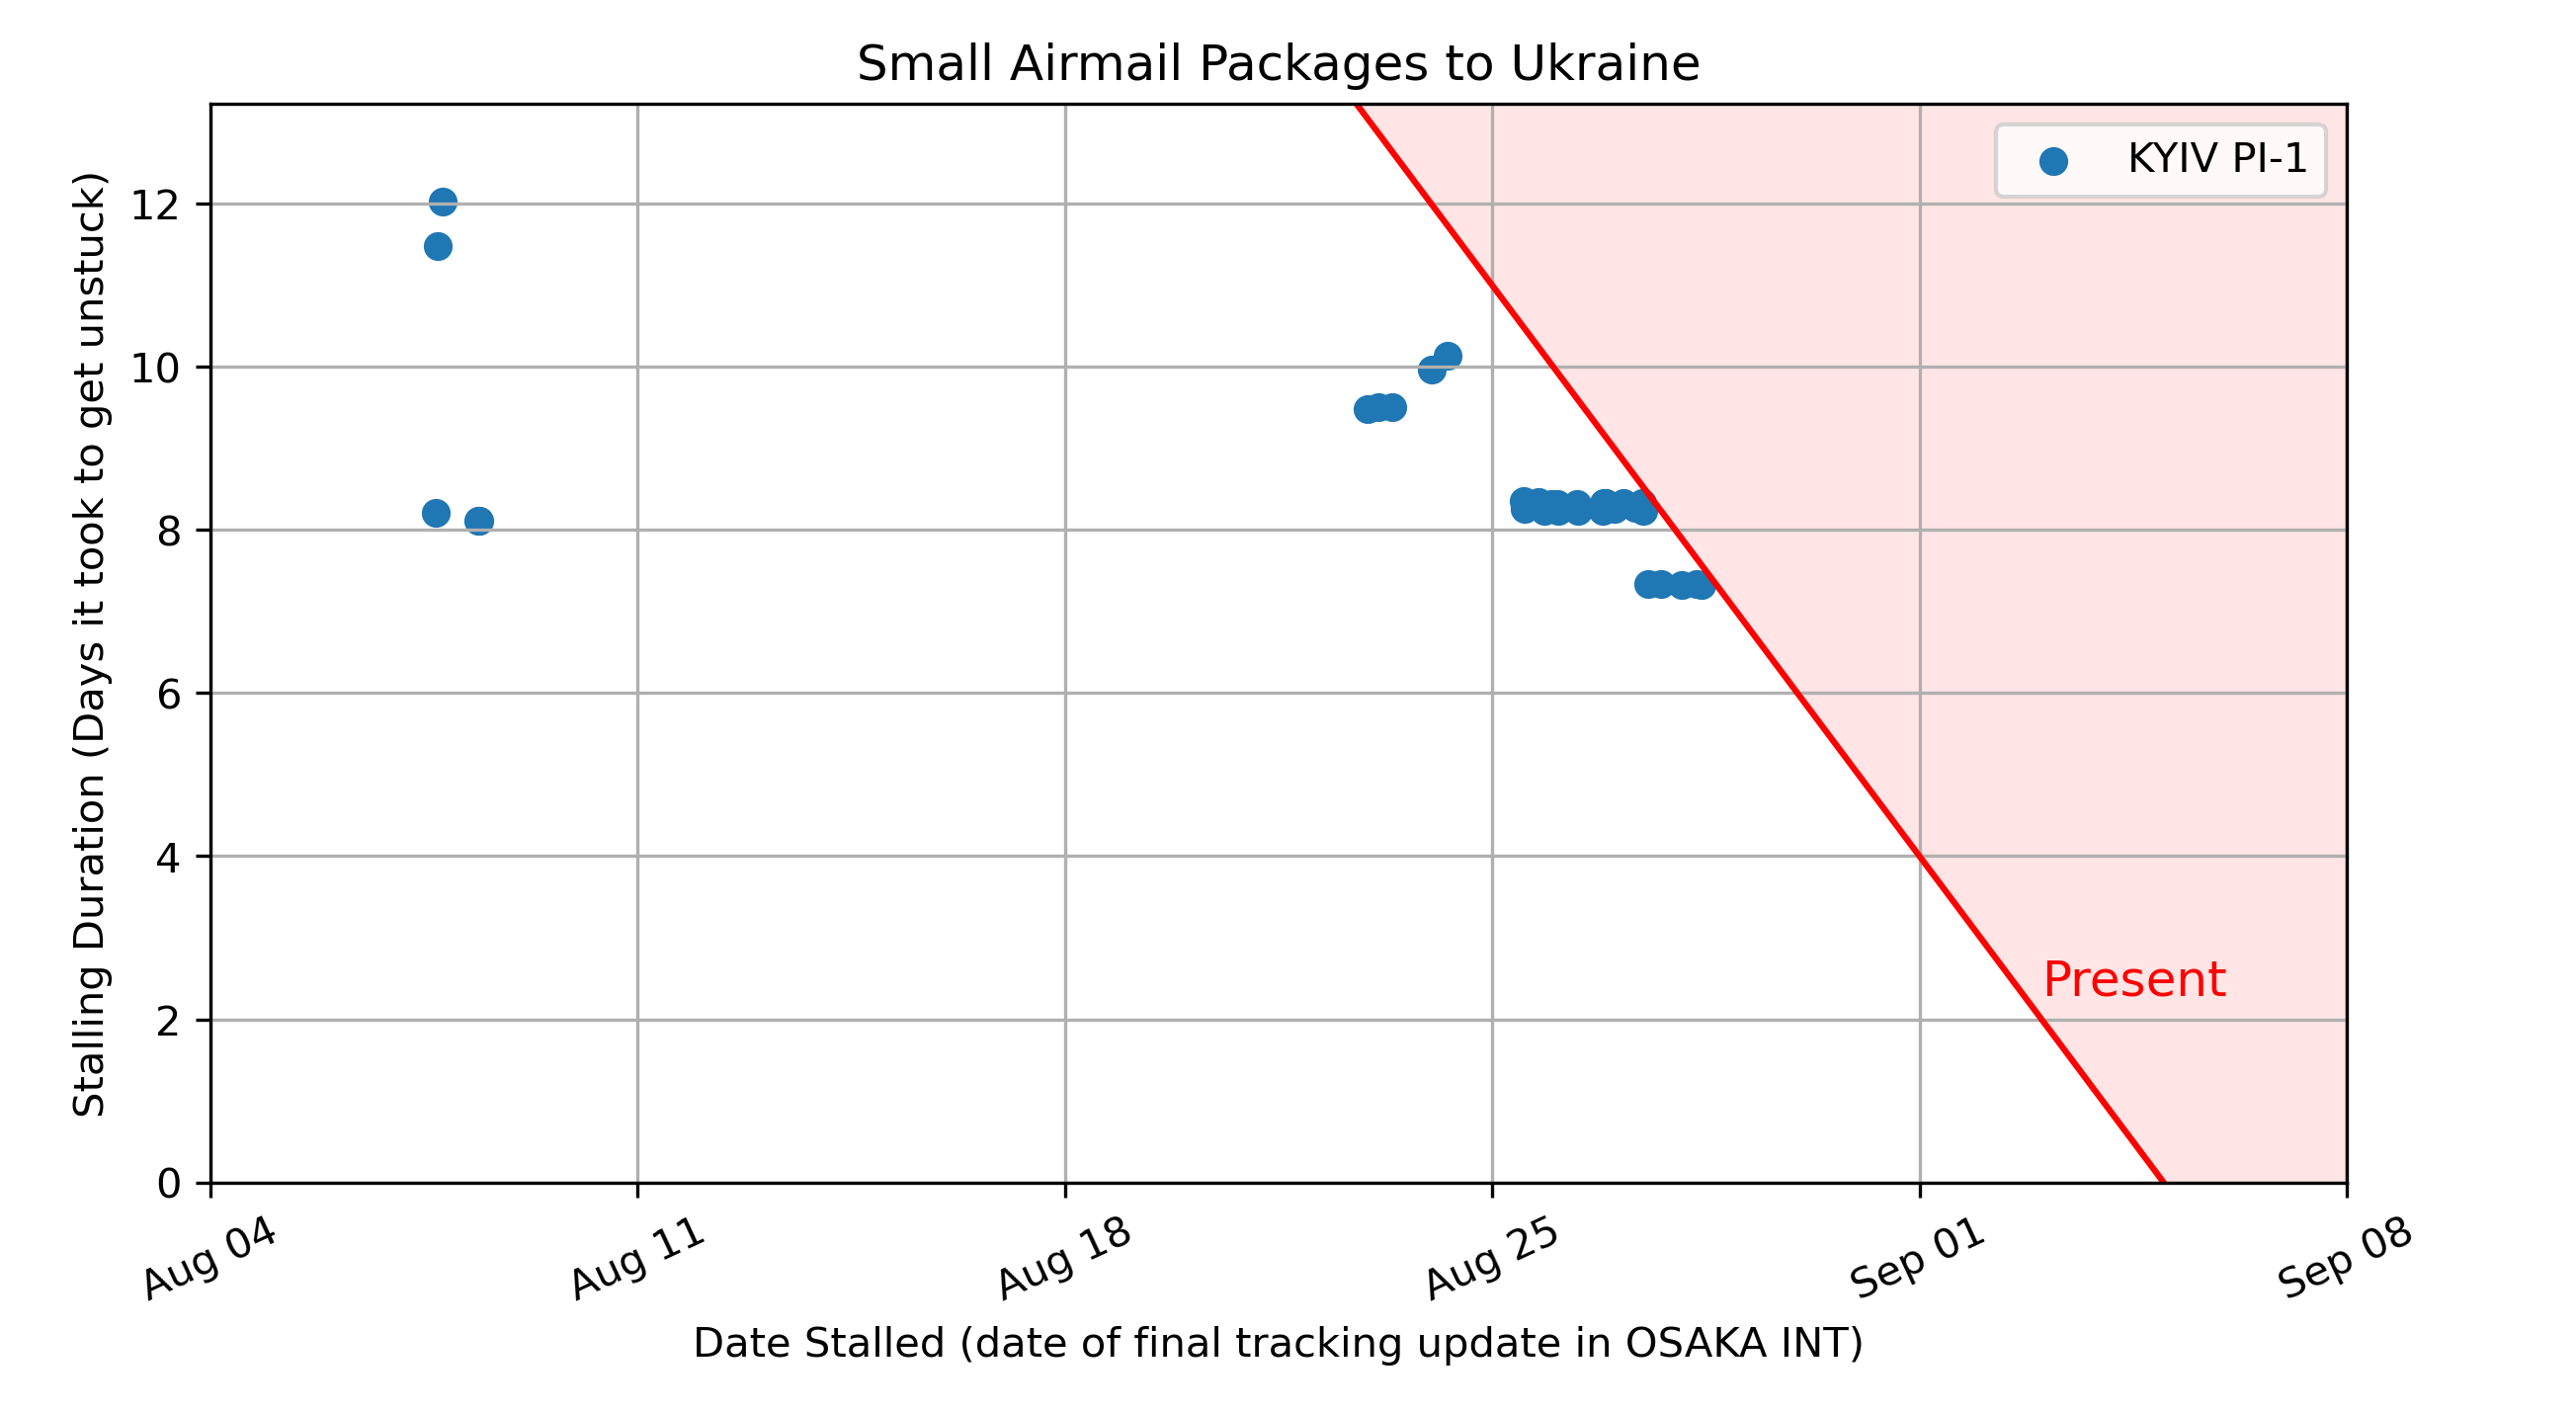 Small Airmail Packages to Ukraine
KYIV PI-1
Stalling Duration (Days it took to get unstuck)
12
10
8
6
4
2
0
Present
Aug 04
Aug 11
Aug 18
Aug 25
Sep 01
Sep 08
Date Stalled (date of final tracking update in OSAKA INT)